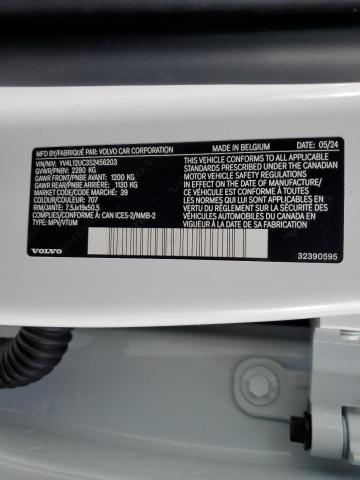 MFD BY/FABRIQUÉ PAR: VOLVO CAR CORPORATION
MADE IN BELGIUM 05/24
VIN/NIV: YV4L12UC3S2456203
GVWR/PNBV: 2280 KG
GAWR FRONT/PNBE AVANT: 1200 KG
GAWR REAR/PNBE ARRIERE: 1130 KG
MARKET CODE/CODE MARCHE: 39
COLOUR/COULEUR: 707
RIM/JANTE: 7.5Jx19x50.5
COMPLIES/CONFORME A: CAN ICES-2/NMB-2
TYPE: MPV/VTUM
THIS VEHICLE CONFORMS TO ALL
APPLICABLE STANDARDS PRESCRIBED
UNDER THE CANADIAN
MOTOR VEHICLE SAFETY REGULATIONS
IN EFFECT ON THE DATE OF MANUFACTURE
CE VÉHICULE EST CONFORME À TOUTES
LES NORMES QUI LUI SONT
APPLICABLES EN VERTU DU
RÉGLEMENT SUR LA SÉCURITÉ
DES VÉHICULES AUTOMOBILES DU
CANADA EN VIGUEUR À LA
DATE DE SA FABRICATION
VOLVO
32390595